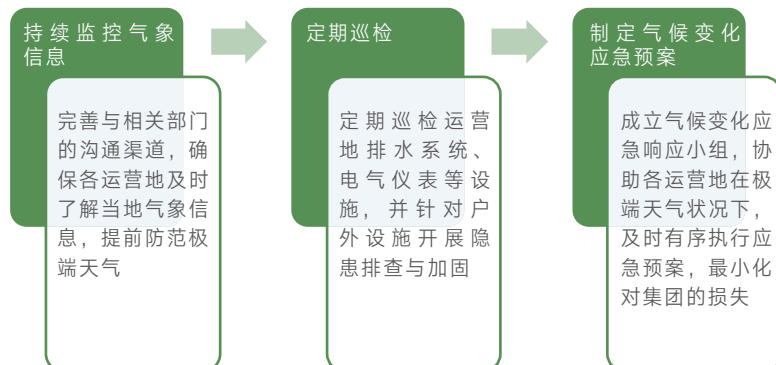 持续监控气象
信息
完善与相关部门
的沟通渠道，确
保各运营地及时
了解当地气象信
息，提前防范极
端天气
定期巡检
定期巡检运营
地排水系统、
电气仪表等设
施，并针对户
外设施开展隐
患排查与加固
制定气候变化
应急预案
成立气候变化应
急响应小组，协
助各运营地在极
端天气状况下，
及时有序执行应
急预案，最小化
对集团的损失